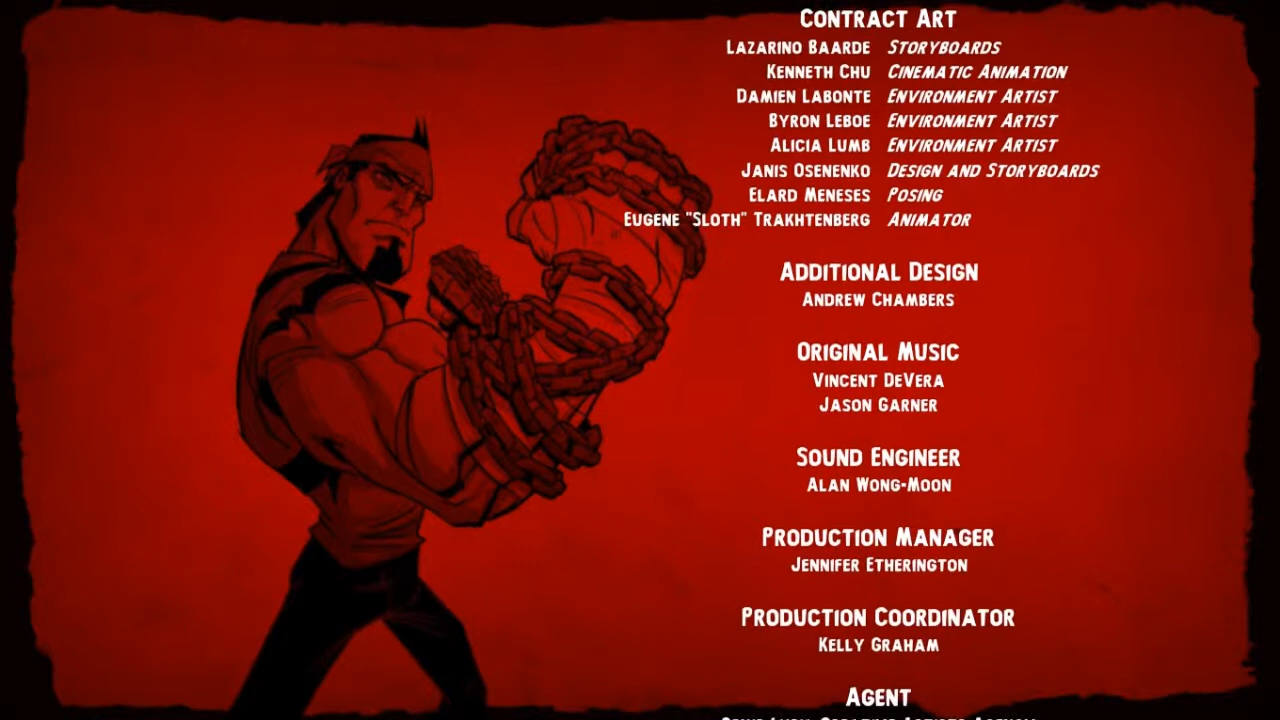 Contract Art
Lazarino Baarde Storyboards
Kenneth Chu Cinematic Animation
Damien Labonte Environment Artist
Byron Leboe Environment Artist
Alicia Lumb Environment Artist
Janis Osenenko Design and Storyboards
Elard Meneses Posing
Eugene "Sloth" Trakhtenberg Animator
Additional Design
Andrew Chambers
Original Music
Vincent DeVera
Jason Garner
Sound Engineer
Alan Wong-Moon
Production Manager
Jennifer Etherington
Production Coordinator
Kelly Graham
Agent